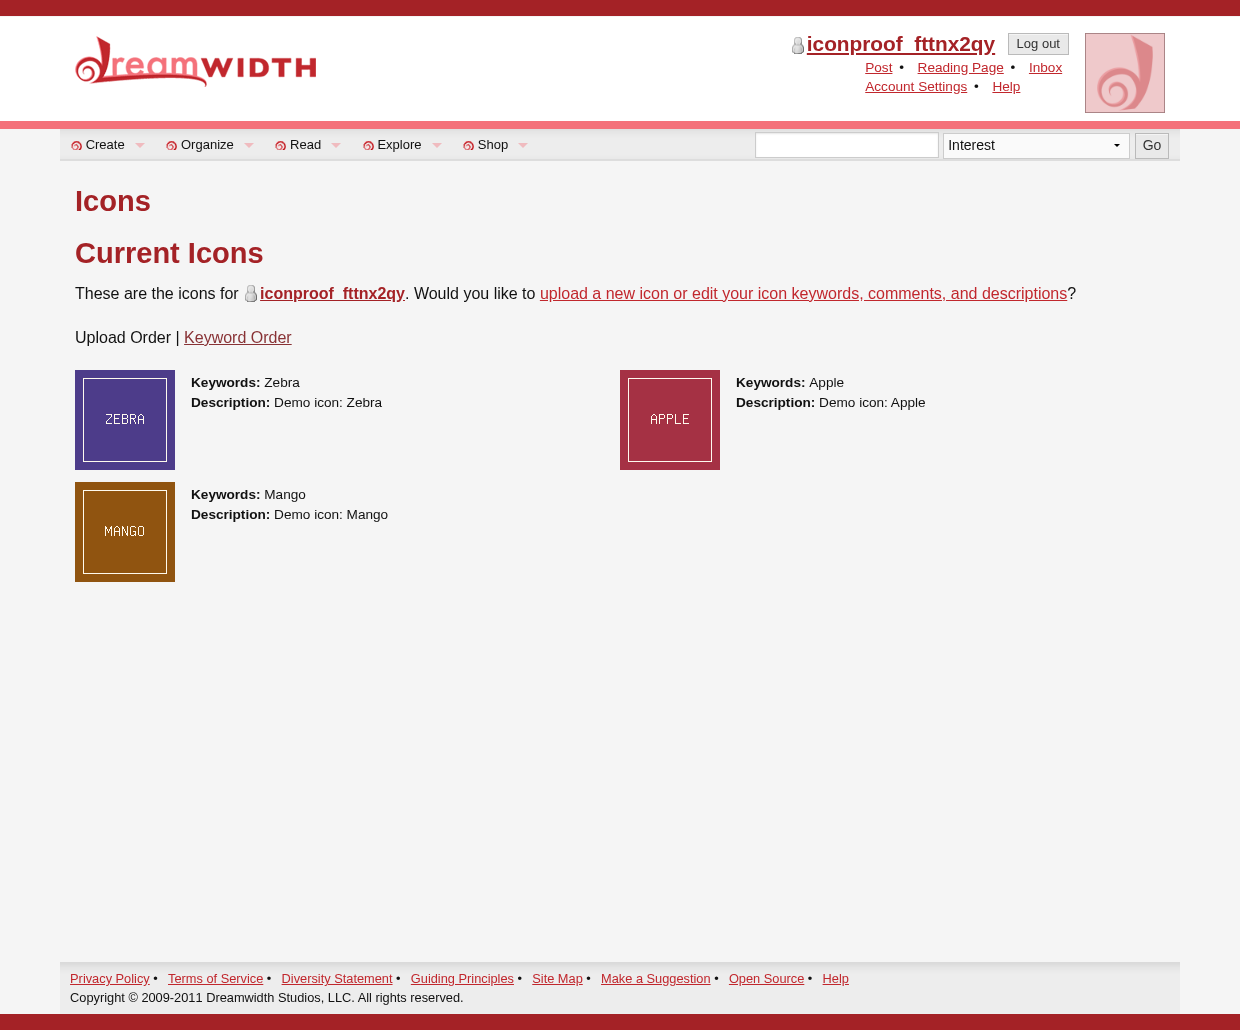 dreamWIDTH
iconproof_fttnx2qy Log out
Post • Reading Page • Inbox
Account Settings • Help
Create Organize Read Explore Shop Interest Go
Icons
Current Icons
These are the icons for iconproof_fttnx2qy. Would you like to upload a new icon or edit your icon keywords, comments, and descriptions?
Upload Order | Keyword Order
Keywords: Zebra
Description: Demo icon: Zebra
ZEBRA
Keywords: Apple
Description: Demo icon: Apple
APPLE
Keywords: Mango
Description: Demo icon: Mango
MANGO
Privacy Policy • Terms of Service • Diversity Statement • Guiding Principles • Site Map • Make a Suggestion • Open Source • Help
Copyright © 2009-2011 Dreamwidth Studios, LLC. All rights reserved.